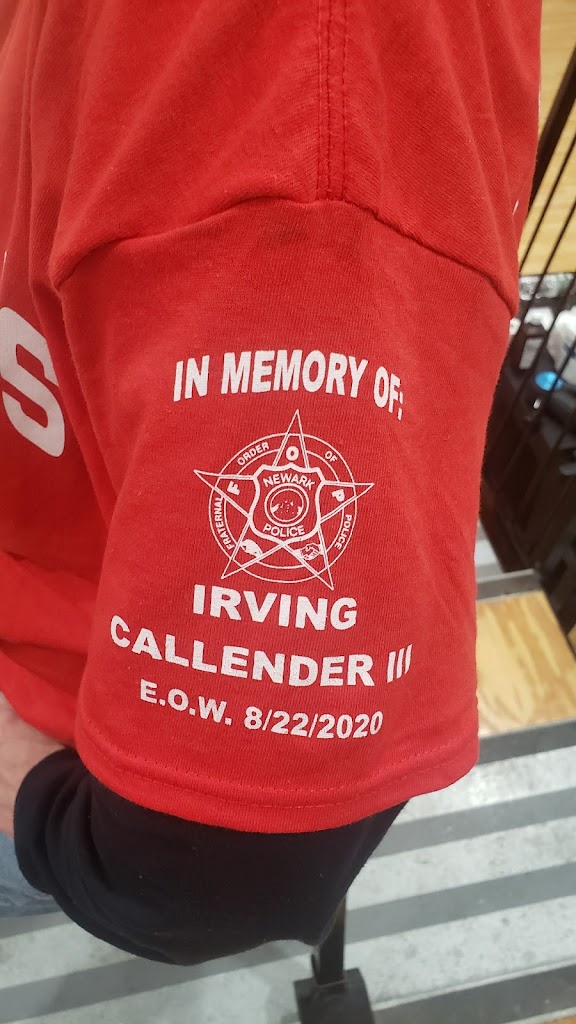 S
IN MEMORY OF:
FRATERNAL ORDER OF POLICE
F O P
NEWARK
POLICE
IRVING
CALLENDER III
E.O.W. 8/22/2020